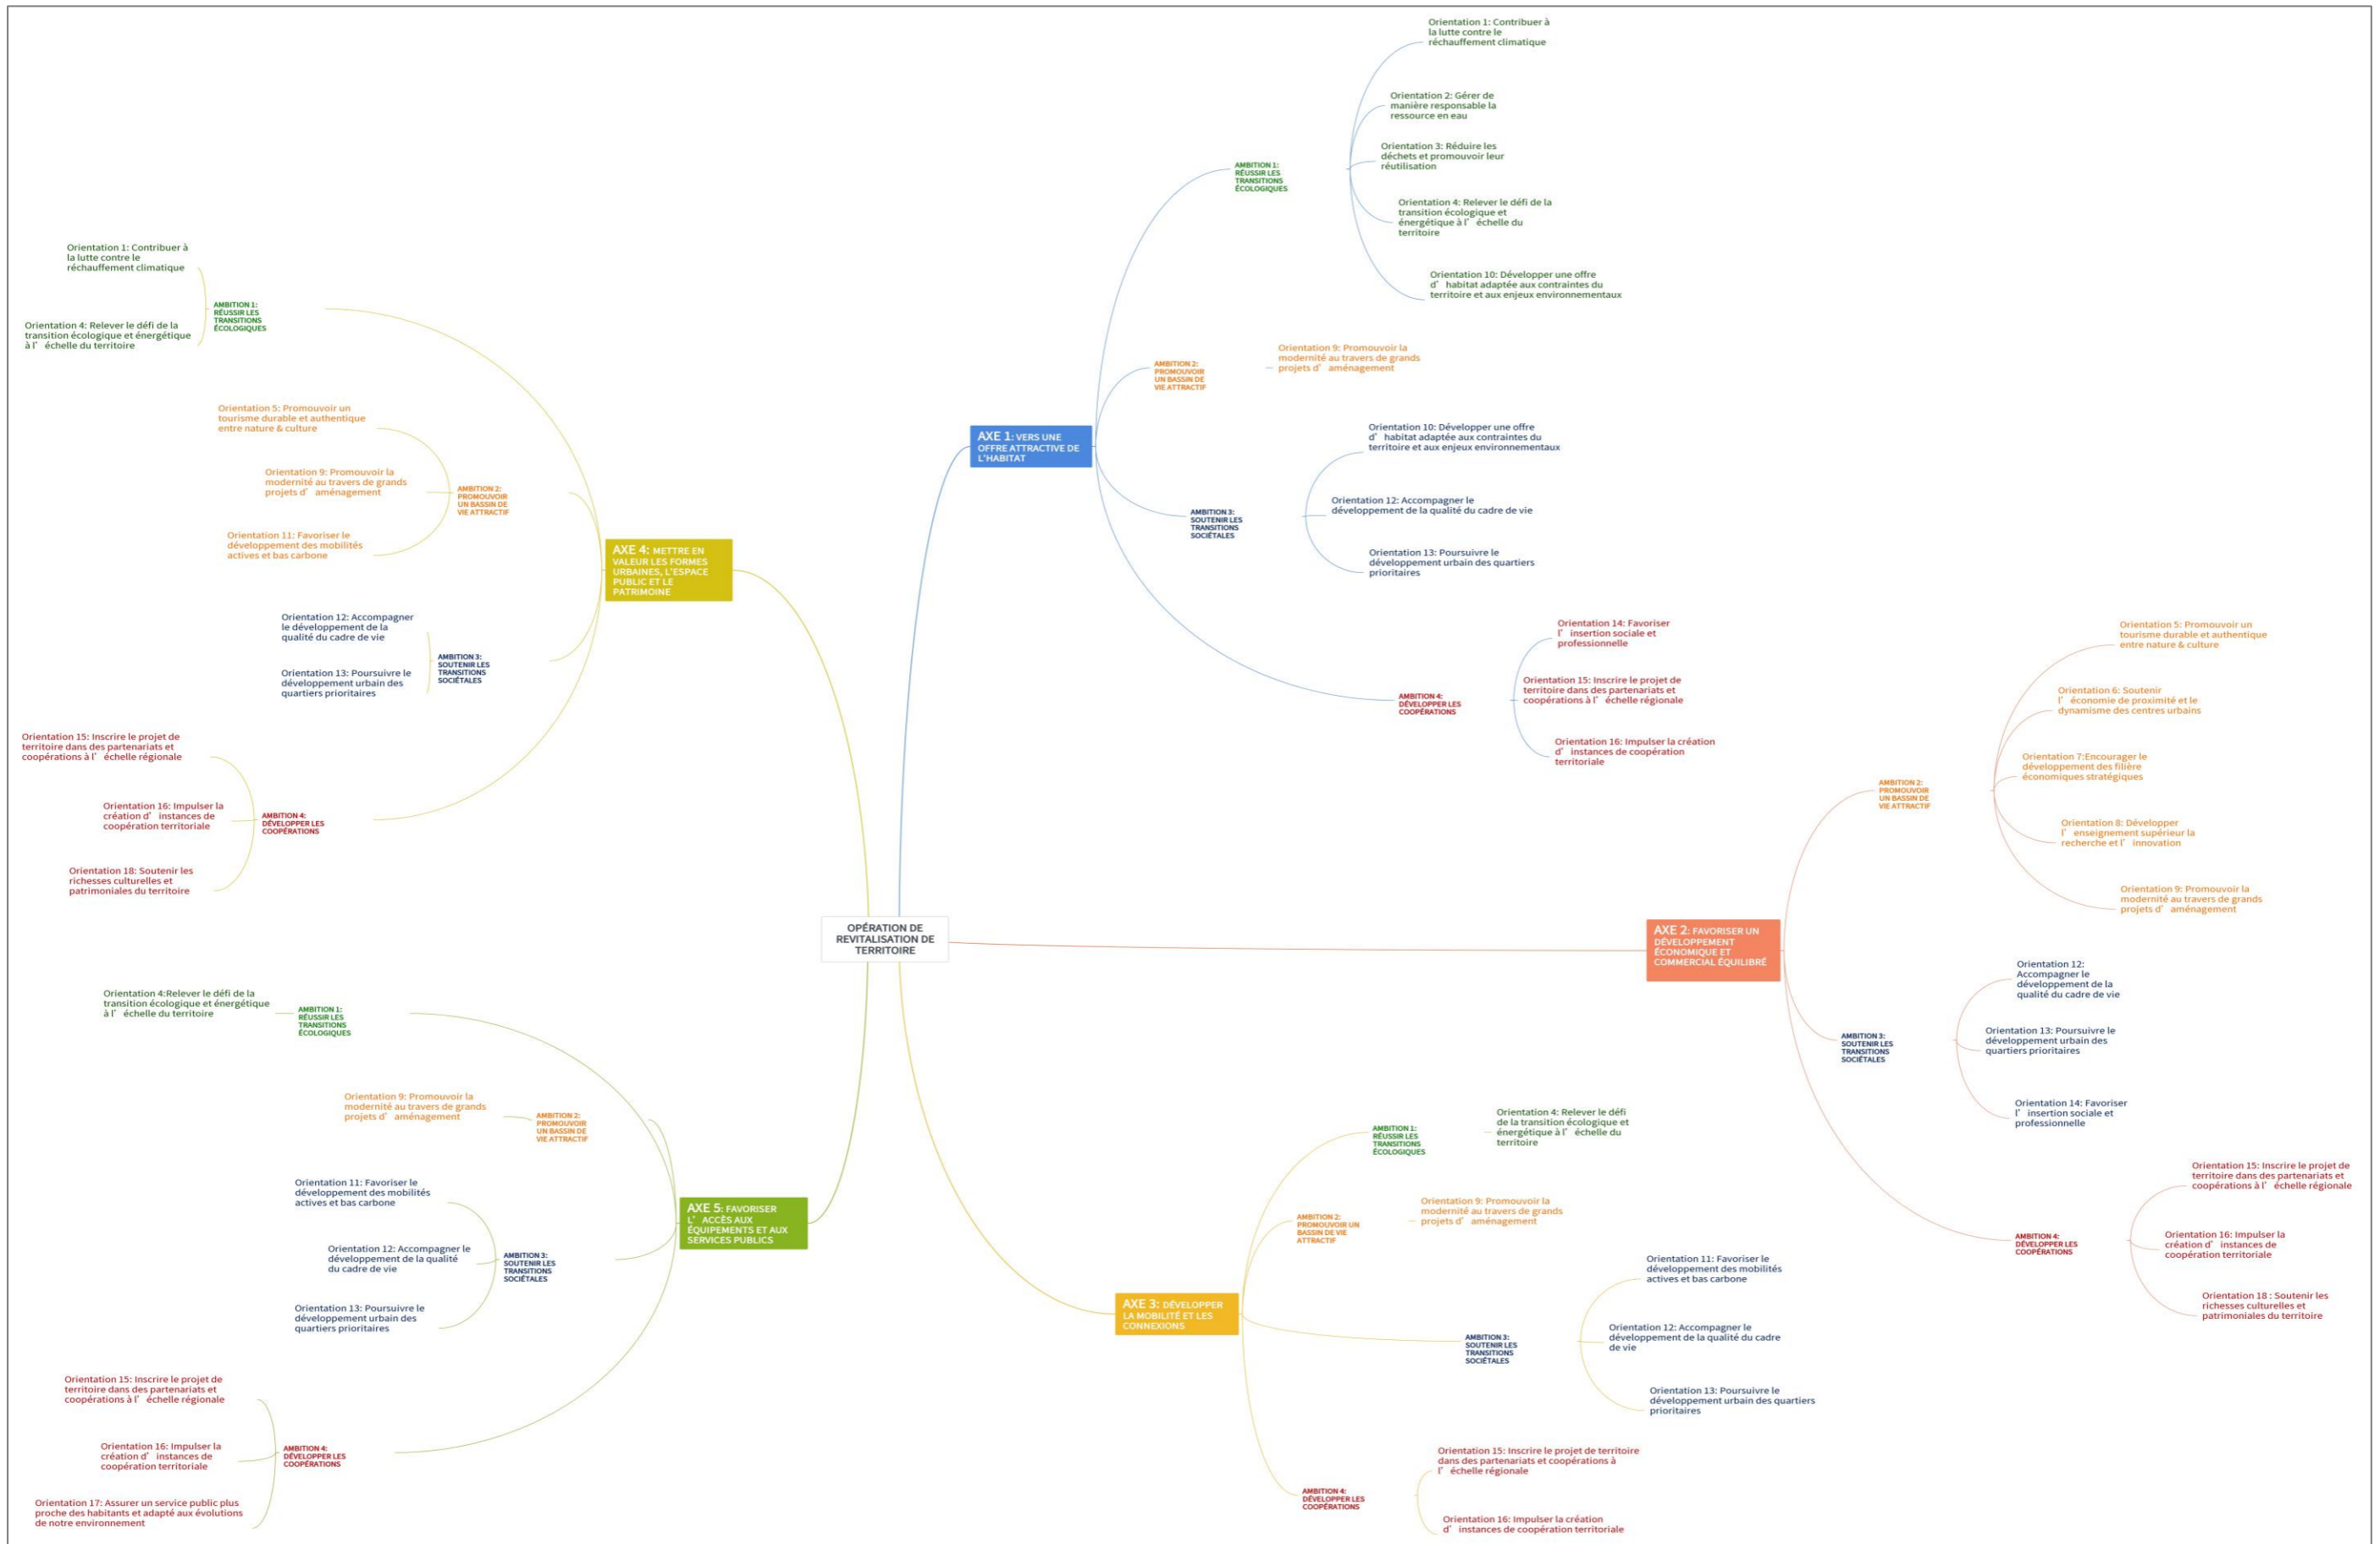 OPÉRATION DE
REVITALISATION DE
TERRITOIRE
AXE 1: VERS UNE
OFFRE ATTRACTIVE DE
L'HABITAT
AMBITION 1:
RÉUSSIR LES
TRANSITIONS
ÉCOLOGIQUES
Orientation 1: Contribuer à
la lutte contre le
réchauffement climatique
Orientation 2: Gérer de
manière responsable la
ressource en eau
Orientation 3: Réduire les
déchets et promouvoir leur
réutilisation
Orientation 4: Relever le défi de la
transition écologique et
énergétique à l' échelle du
territoire
Orientation 10: Développer une offre
d' habitat adaptée aux contraintes du
territoire et aux enjeux environnementaux
AMBITION 2:
PROMOUVOIR
UN BASSIN DE
VIE ATTRACTIF
Orientation 9: Promouvoir la
modernité au travers de grands
projets d' aménagement
AMBITION 3:
SOUTENIR LES
TRANSITIONS
SOCIÉTALES
Orientation 10: Développer une offre
d' habitat adaptée aux contraintes du
territoire et aux enjeux environnementaux
Orientation 12: Accompagner le
développement de la qualité du cadre de vie
Orientation 13: Poursuivre le
développement urbain des quartiers
prioritaires
AMBITION 4:
DÉVELOPPER LES
COOPÉRATIONS
Orientation 14: Favoriser
l' insertion sociale et
professionnelle
Orientation 15: Inscrire le projet de
territoire dans des partenariats et
coopérations à l' échelle régionale
Orientation 16: Impulser la création
d' instances de coopération
territoriale
AXE 2: FAVORISER UN
DÉVELOPPEMENT
ÉCONOMIQUE ET
COMMERCIAL ÉQUILIBRÉ
AMBITION 2:
PROMOUVOIR
UN BASSIN DE
VIE ATTRACTIF
Orientation 5: Promouvoir un
tourisme durable et authentique
entre nature & culture
Orientation 6: Soutenir
l' économie de proximité et le
dynamisme des centres urbains
Orientation 7:Encourager le
développement des filière
économiques stratégiques
Orientation 8: Développer
l' enseignement supérieur la
recherche et l' innovation
Orientation 9: Promouvoir la
modernité au travers de grands
projets d' aménagement
AMBITION 3:
SOUTENIR LES
TRANSITIONS
SOCIÉTALES
Orientation 12:
Accompagner le
développement de la
qualité du cadre de vie
Orientation 13: Poursuivre le
développement urbain des
quartiers prioritaires
Orientation 14: Favoriser
l' insertion sociale et
professionnelle
AMBITION 4:
DÉVELOPPER LES
COOPÉRATIONS
Orientation 15: Inscrire le projet de
territoire dans des partenariats et
coopérations à l' échelle régionale
Orientation 16: Impulser la
création d' instances de
coopération territoriale
Orientation 18 : Soutenir les
richesses culturelles et
patrimoniales du territoire
AXE 3: DÉVELOPPER
LA MOBILITÉ ET LES
CONNEXIONS
AMBITION 1:
RÉUSSIR LES
TRANSITIONS
ÉCOLOGIQUES
Orientation 4: Relever le défi
de la transition écologique et
énergétique à l' échelle du
territoire
AMBITION 2:
PROMOUVOIR UN
BASSIN DE VIE
ATTRACTIF
Orientation 9: Promouvoir la
modernité au travers de grands
projets d' aménagement
AMBITION 3:
SOUTENIR LES
TRANSITIONS
SOCIÉTALES
Orientation 11: Favoriser le
développement des mobilités
actives et bas carbone
Orientation 12: Accompagner le
développement de la qualité du cadre
de vie
Orientation 13: Poursuivre le
développement urbain des quartiers
prioritaires
AMBITION 4:
DÉVELOPPER LES
COOPÉRATIONS
Orientation 15: Inscrire le projet de territoire
dans des partenariats et coopérations à
l' échelle régionale
Orientation 16: Impulser la création
d' instances de coopération territoriale
AXE 4: METTRE EN
VALEUR LES FORMES
URBAINES, L'ESPACE
PUBLIC ET LE
PATRIMOINE
AMBITION 1:
RÉUSSIR LES
TRANSITIONS
ÉCOLOGIQUES
Orientation 1: Contribuer à
la lutte contre le
réchauffement climatique
Orientation 4: Relever le défi de la
transition écologique et énergétique
à l' échelle du territoire
AMBITION 2:
PROMOUVOIR
UN BASSIN DE
VIE ATTRACTIF
Orientation 5: Promouvoir un
tourisme durable et authentique
entre nature & culture
Orientation 9: Promouvoir la
modernité au travers de grands
projets d' aménagement
Orientation 11: Favoriser le
développement des mobilités
actives et bas carbone
AMBITION 3:
SOUTENIR LES
TRANSITIONS
SOCIÉTALES
Orientation 12: Accompagner
le développement de la
qualité du cadre de vie
Orientation 13: Poursuivre le
développement urbain des
quartiers prioritaires
AMBITION 4:
DÉVELOPPER LES
COOPÉRATIONS
Orientation 15: Inscrire le projet de
territoire dans des partenariats et
coopérations à l' échelle régionale
Orientation 16: Impulser la
création d' instances de
coopération territoriale
Orientation 18: Soutenir les
richesses culturelles et
patrimoniales du territoire
AXE 5: FAVORISER
L' ACCÈS AUX
ÉQUIPEMENTS ET AUX
SERVICES PUBLICS
AMBITION 1:
RÉUSSIR LES
TRANSITIONS
ÉCOLOGIQUES
Orientation 4:Relever le défi de la
transition écologique et énergétique
à l' échelle du territoire
AMBITION 2:
PROMOUVOIR
UN BASSIN DE
VIE ATTRACTIF
Orientation 9: Promouvoir la
modernité au travers de grands
projets d' aménagement
AMBITION 3:
SOUTENIR LES
TRANSITIONS
SOCIÉTALES
Orientation 11: Favoriser le
développement des mobilités
actives et bas carbone
Orientation 12: Accompagner le
développement de la qualité
du cadre de vie
Orientation 13: Poursuivre le
développement urbain des
quartiers prioritaires
AMBITION 4:
DÉVELOPPER LES
COOPÉRATIONS
Orientation 15: Inscrire le projet de
territoire dans des partenariats et
coopérations à l' échelle régionale
Orientation 16: Impulser la
création d' instances de
coopération territoriale
Orientation 17: Assurer un service public plus
proche des habitants et adapté aux évolutions
de notre environnement